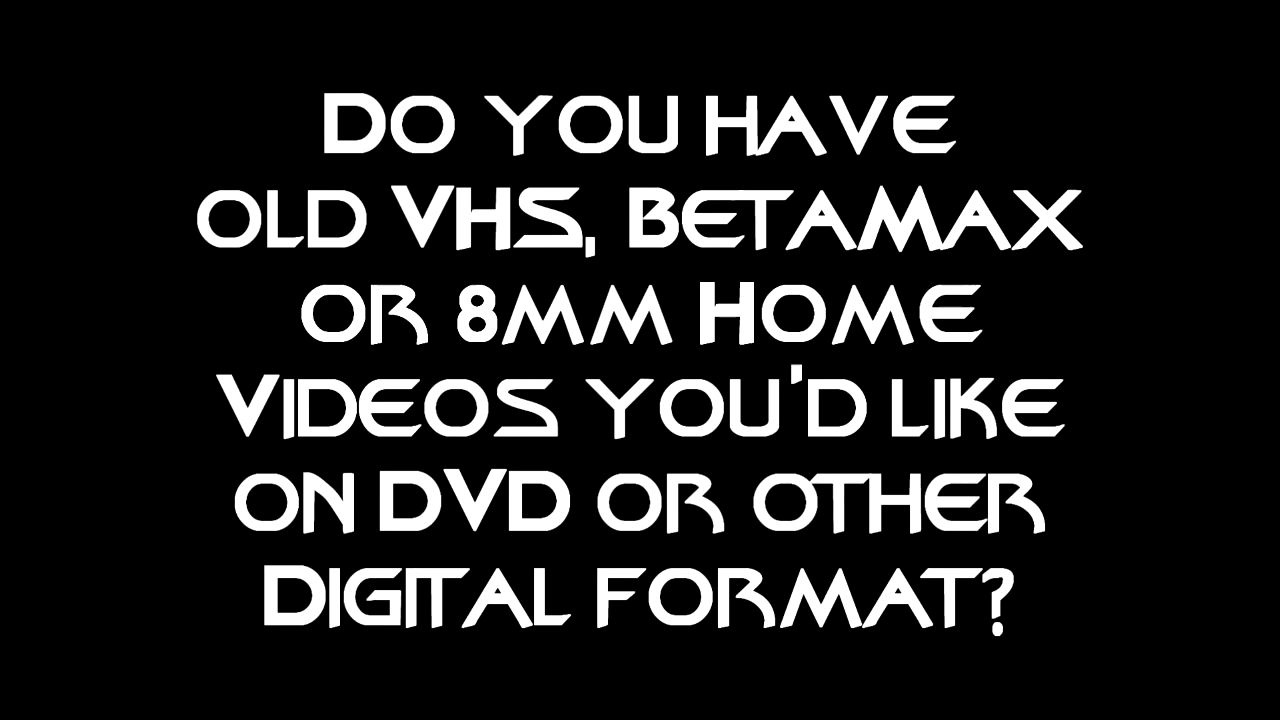 Do you have
old VHS, BetaMax
or 8mm Home
Videos you'd like
on DVD or other
Digital format?